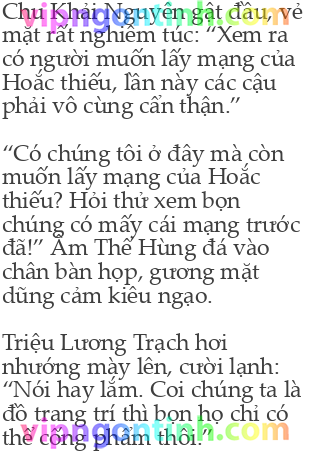 Chu Khải Nguyên gật đầu, vẻ
mặt rất nghiêm túc: “Xem ra
có người muốn lấy mạng của
Hoắc thiếu, lần này các cậu
phải vô cùng cẩn thận.”
“Có chúng tôi ở đây mà còn
muốn lấy mạng của Hoắc
thiếu? Hỏi thử xem bọn
chúng có mấy cái mạng trước
đã!” Âm Thế Hùng đá vào
chân bàn họp, gương mặt
dũng cảm kiêu ngạo.
Triệu Lương Trạch hơi
nhướng mày lên, cười lạnh:
“Nói hay lắm. Coi chúng ta là
đồ trang trí thì bọn họ chỉ có
thể cống phẩm thôi.”
vipngontinh.com
vipngontinh.com